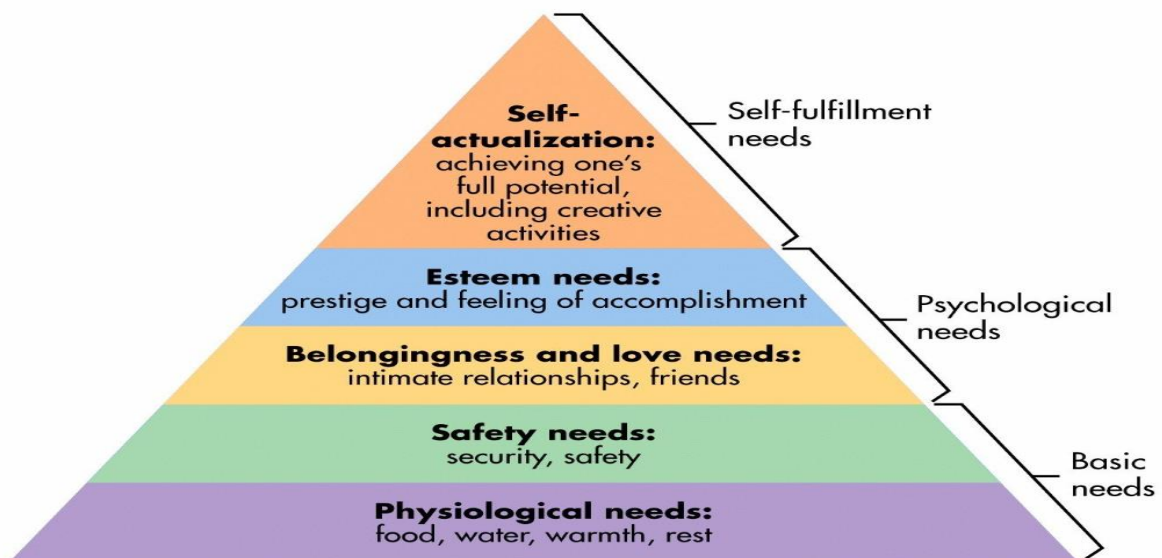 Self-
actualization:
achieving one's
full potential,
including creative
activities
Self-fulfillment
needs
Esteem needs:
prestige and feeling of accomplishment
Psychological
needs
Belongingness and love needs:
intimate relationships, friends
Safety needs:
security, safety
Basic
needs
Physiological needs:
food, water, warmth, rest